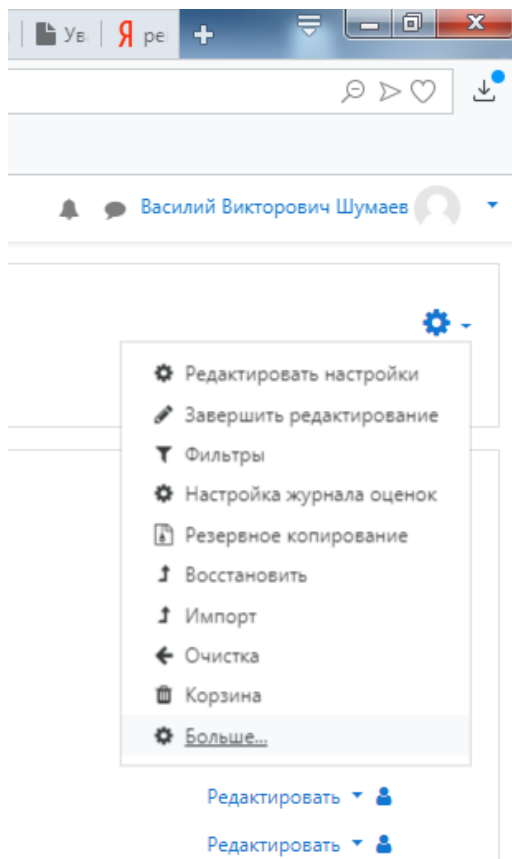 Ув
Я ре
Василий Викторович Шумаев
Редактировать настройки
Завершить редактирование
Фильтры
Настройка журнала оценок
Резервное копирование
Восстановить
Импорт
Очистка
Корзина
Больше...
Редактировать
Редактировать